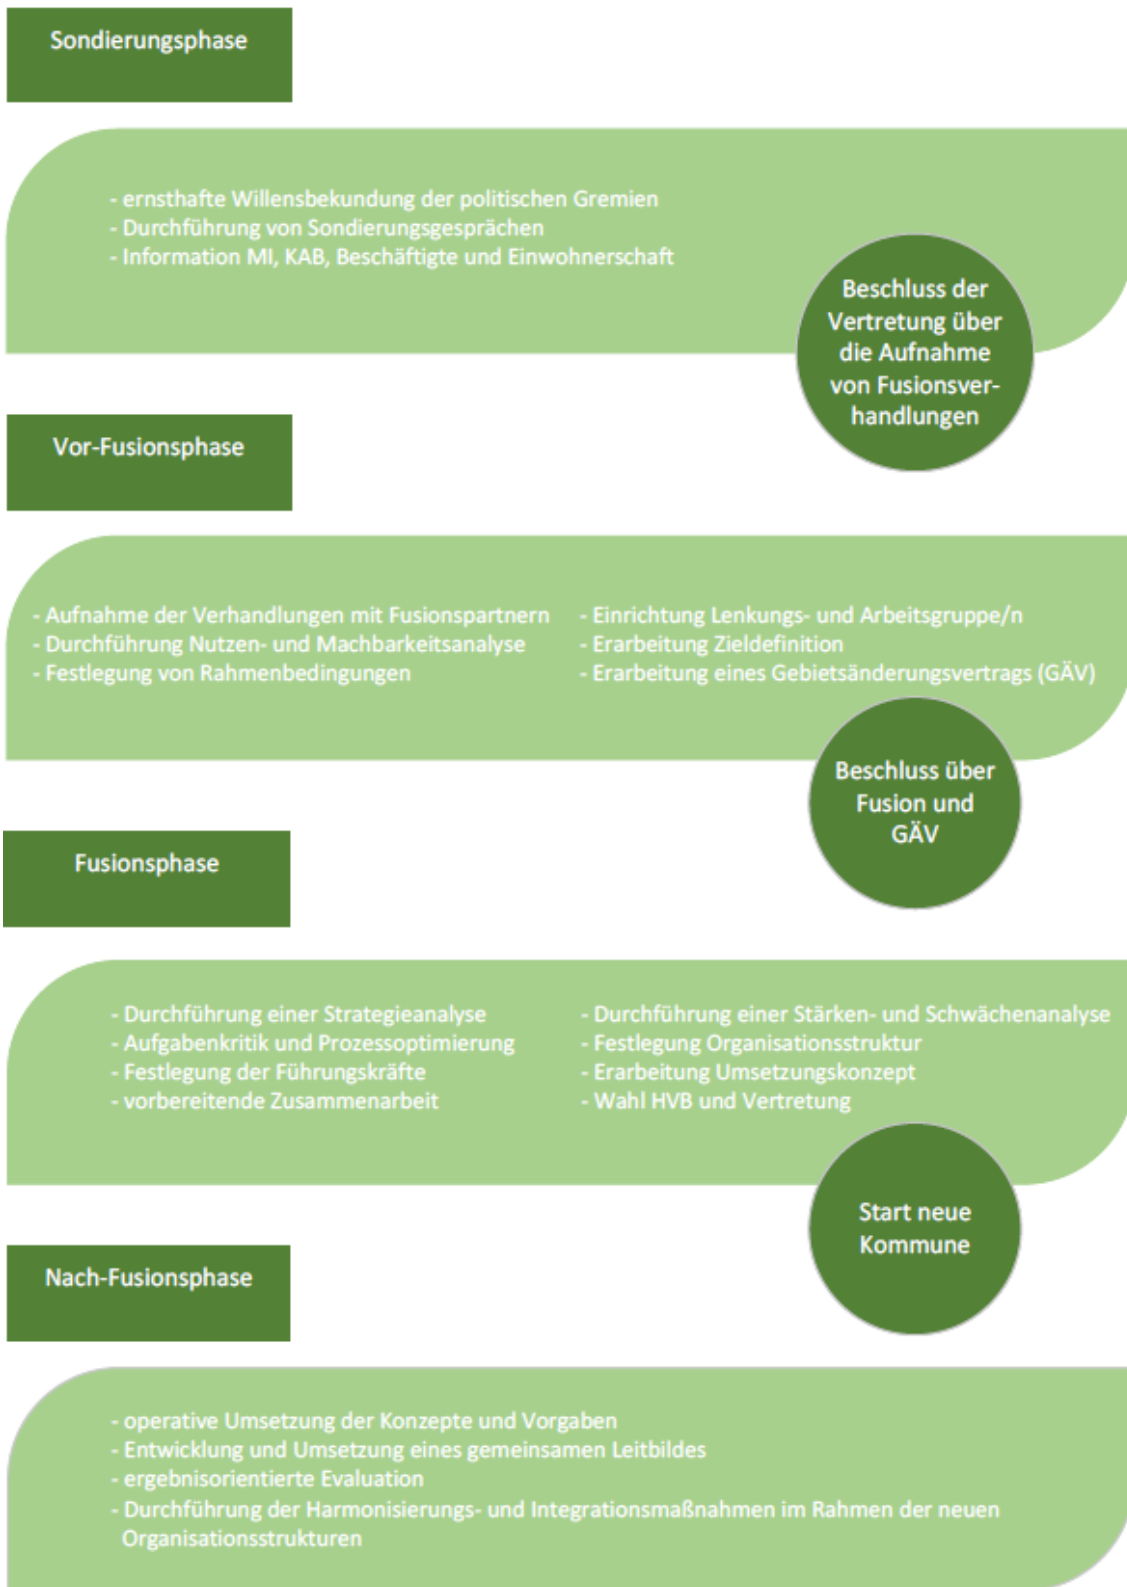 Sondierungsphase
- ernsthafte Willensbekundung der politischen Gremien
- Durchführung von Sondierungsgesprächen
- Information MI, KAB, Beschäftigte und Einwohnerschaft
Beschluss der
Vertretung über
die Aufnahme
von Fusionsver-
handlungen
Vor-Fusionsphase
- Aufnahme der Verhandlungen mit Fusionspartnern
- Durchführung Nutzen- und Machbarkeitsanalyse
- Festlegung von Rahmenbedingungen
- Einrichtung Lenkungs- und Arbeitsgruppe/n
- Erarbeitung Zieldefinition
- Erarbeitung eines Gebietsänderungsvertrags (GÄV)
Beschluss über
Fusion und
GÄV
Fusionsphase
- Durchführung einer Strategieanalyse
- Aufgabenkritik und Prozessoptimierung
- Festlegung der Führungskräfte
- vorbereitende Zusammenarbeit
- Durchführung einer Stärken- und Schwächenanalyse
- Festlegung Organisationsstruktur
- Erarbeitung Umsetzungskonzept
- Wahl HVB und Vertretung
Start neue
Kommune
Nach-Fusionsphase
- operative Umsetzung der Konzepte und Vorgaben
- Entwicklung und Umsetzung eines gemeinsamen Leitbildes
- ergebnisorientierte Evaluation
- Durchführung der Harmonisierungs- und Integrationsmaßnahmen im Rahmen der neuen
Organisationsstrukturen